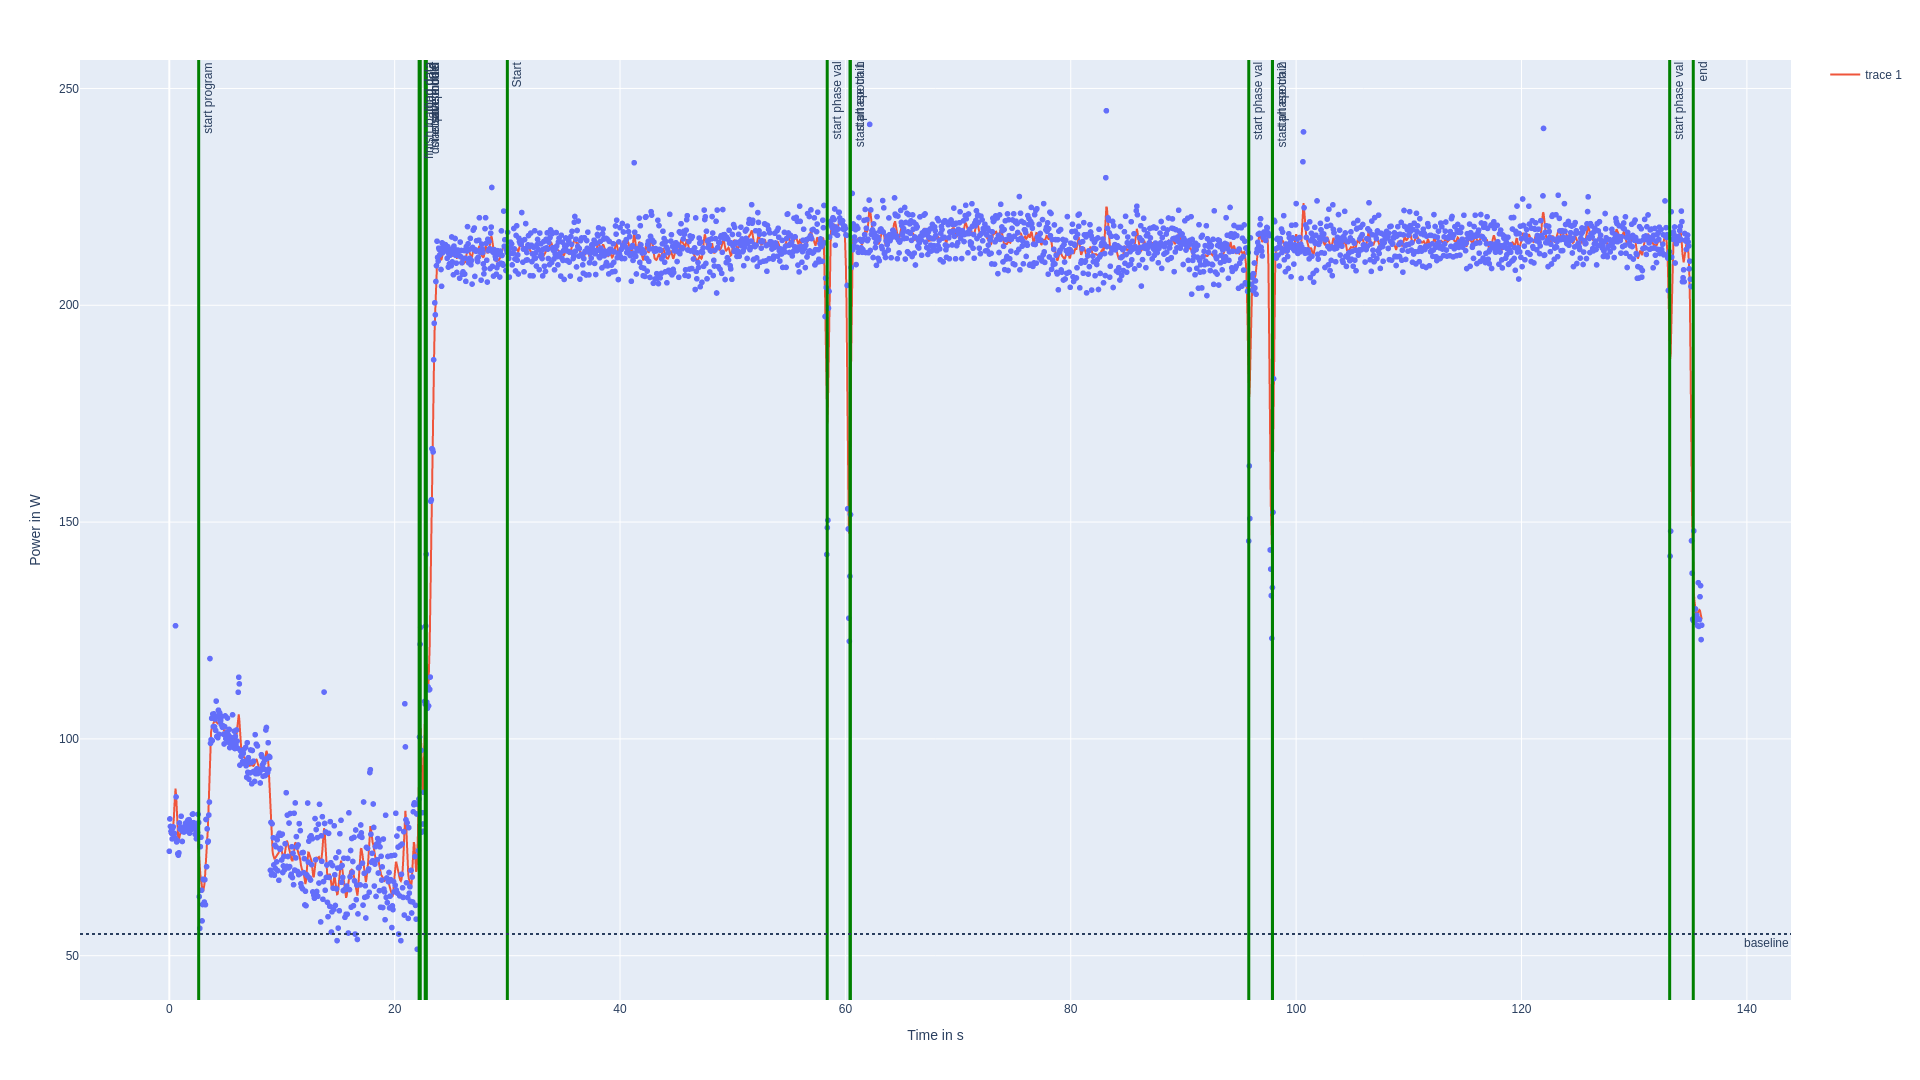 250
200
150
100
50
0
20
40
60
80
100
120
140
Power in W
Time in s
start program
Start
start phase val
start phase val
start phase val
end
baseline
trace 1